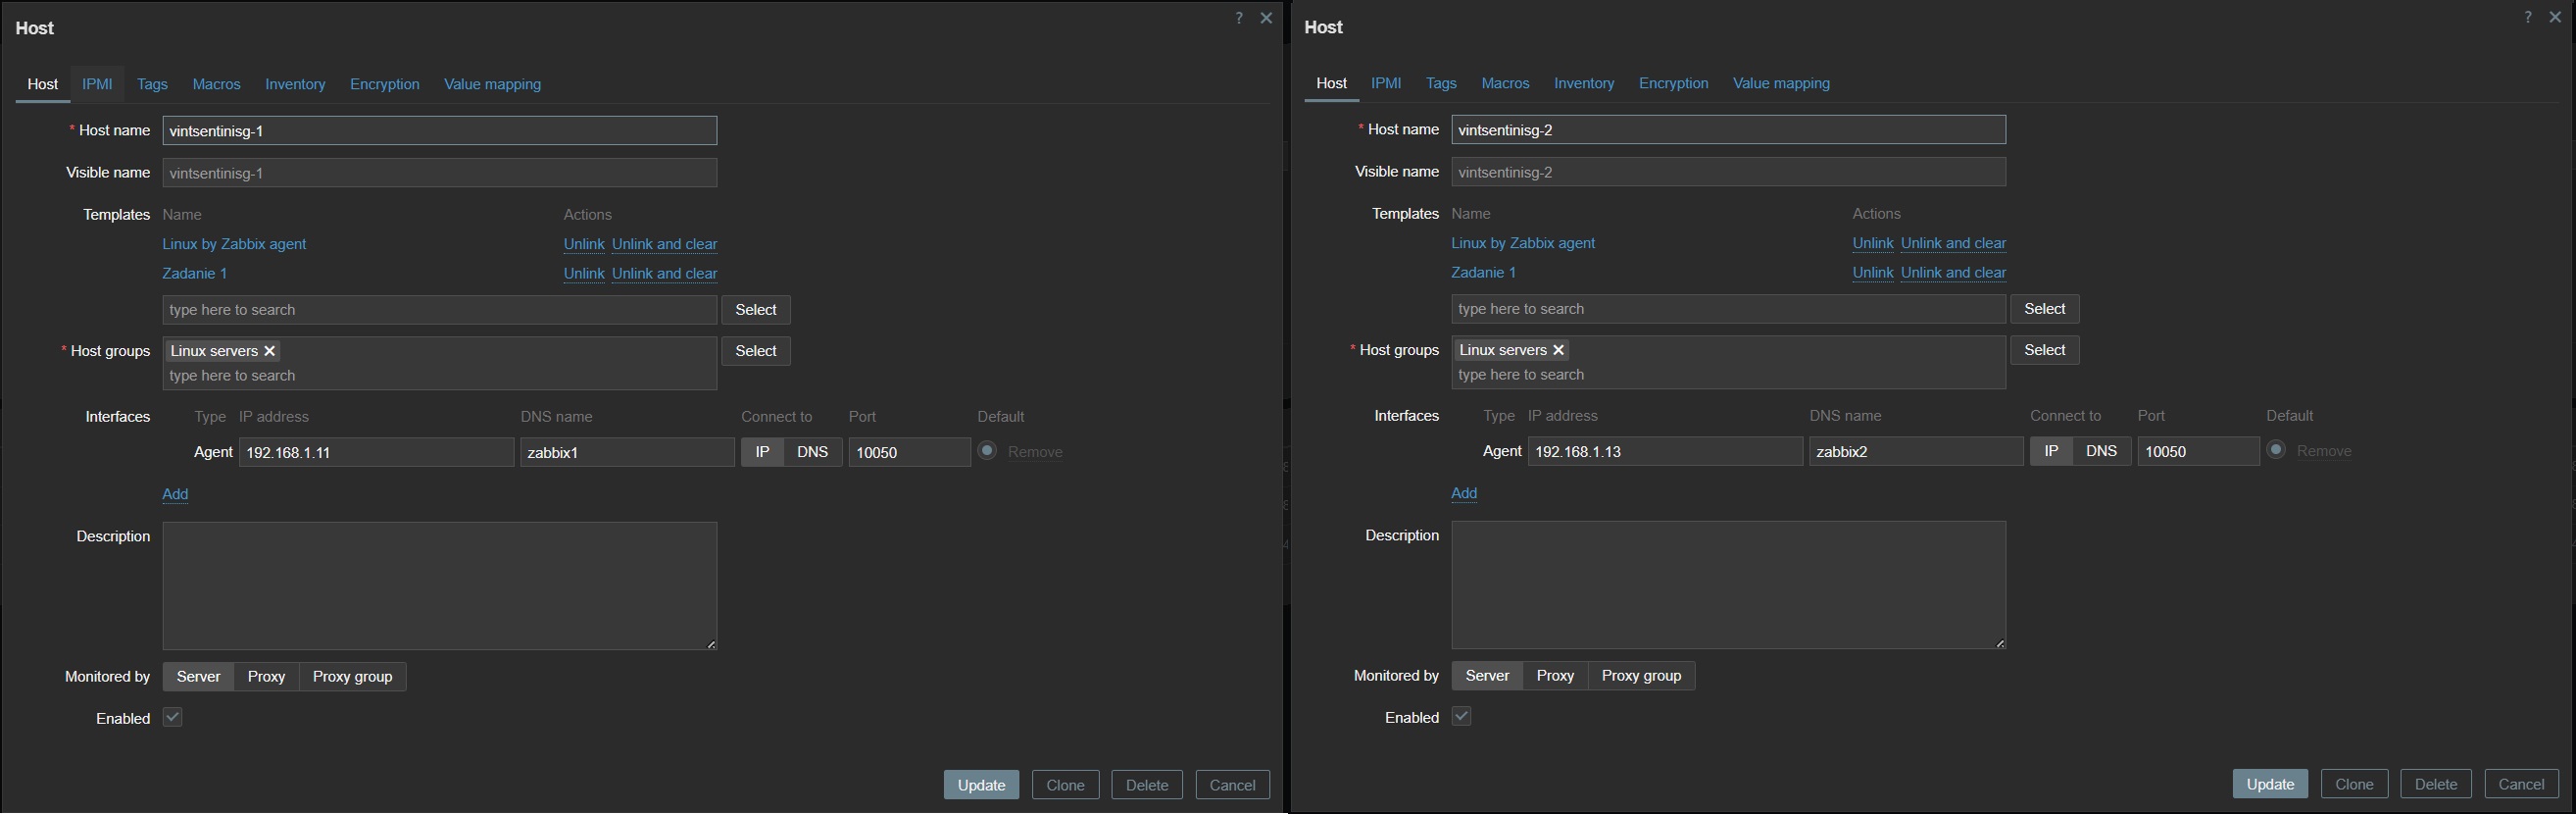 Host
? ×
Host IPMI Tags Macros Inventory Encryption Value mapping
* Host name vintsentinisg-1
Visible name vintsentinisg-1
Templates Name Actions
Linux by Zabbix agent Unlink Unlink and clear
Zadanie 1 Unlink Unlink and clear
type here to search Select
* Host groups Linux servers × Select
type here to search
Interfaces Type IP address DNS name Connect to Port Default
Agent 192.168.1.11 zabbix1 IP DNS 10050 Remove
Add
Description
Monitored by Server Proxy Proxy group
Enabled
Update Clone Delete Cancel
Host
? ×
Host IPMI Tags Macros Inventory Encryption Value mapping
* Host name vintsentinisg-2
Visible name vintsentinisg-2
Templates Name Actions
Linux by Zabbix agent Unlink Unlink and clear
Zadanie 1 Unlink Unlink and clear
type here to search Select
* Host groups Linux servers × Select
type here to search
Interfaces Type IP address DNS name Connect to Port Default
Agent 192.168.1.13 zabbix2 IP DNS 10050 Remove
Add
Description
Monitored by Server Proxy Proxy group
Enabled
Update Clone Delete Cancel